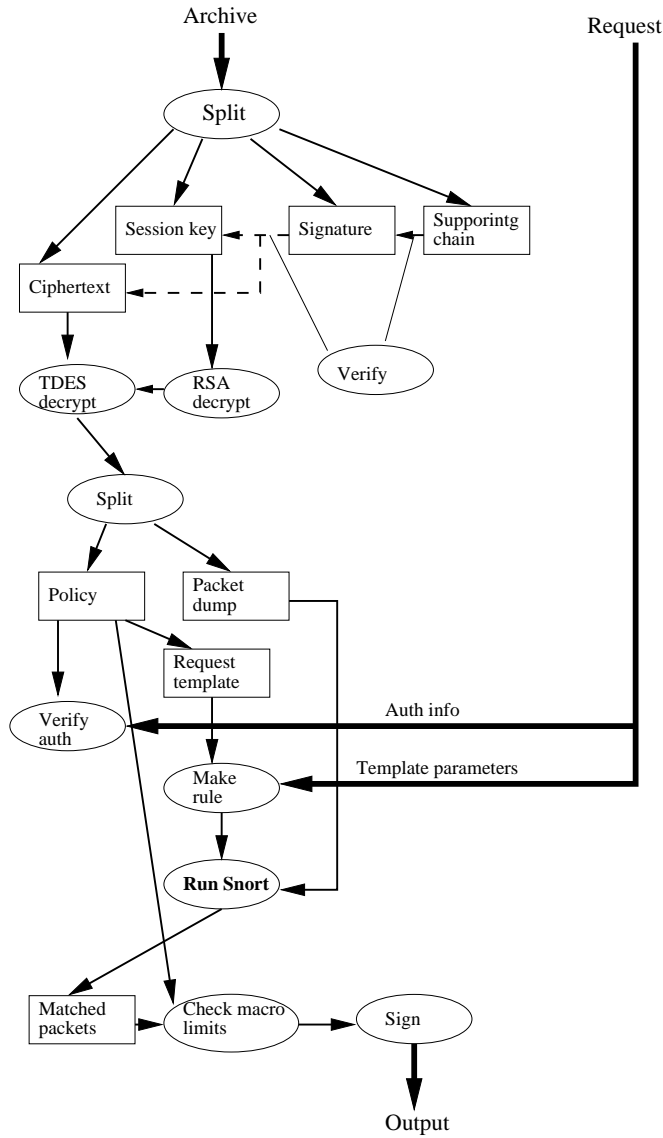 Archive
Request
Split
Session key
Signature
Supporintg
chain
Ciphertext
TDES
decrypt
RSA
decrypt
Verify
Split
Policy
Packet
dump
Request
template
Verify
auth
Auth info
Make
rule
Template parameters
Run Snort
Matched
packets
Check macro
limits
Sign
Output